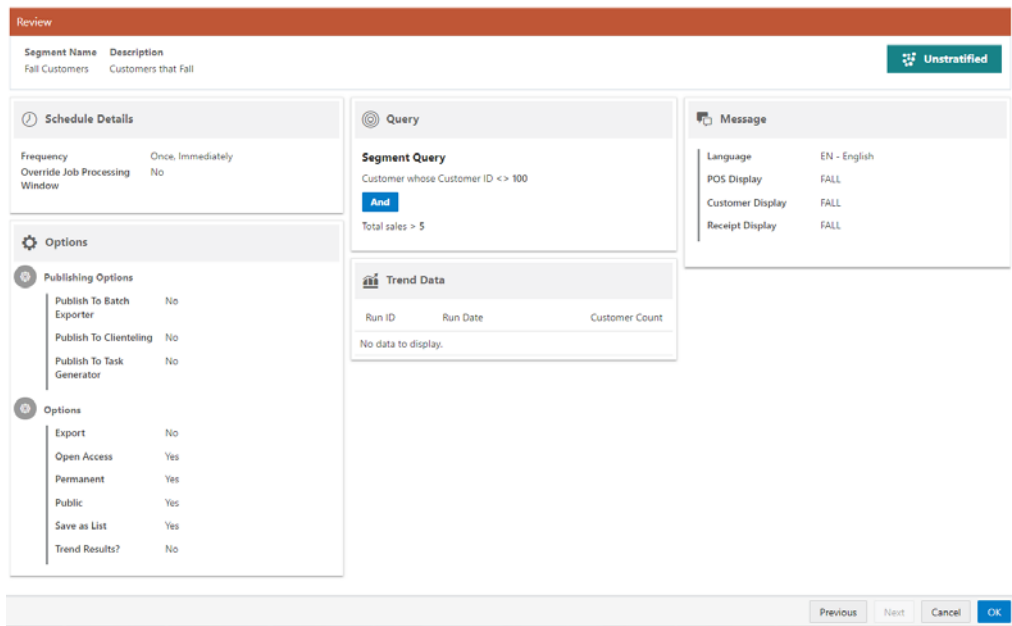 Review
Segment Name Description
Fall Customers Customers that Fall
Unstratified
Schedule Details
Frequency Once, Immediately
Override Job Processing No
Window
Options
Publishing Options
Publish To Batch No
Exporter
Publish To Clienteling No
Publish To Task No
Generator
Options
Export No
Open Access Yes
Permanent Yes
Public Yes
Save as List Yes
Trend Results? No
Query
Segment Query
Customer whose Customer ID <> 100
And
Total sales > 5
Trend Data
Run ID Run Date Customer Count
No data to display.
Message
Language EN - English
POS Display FALL
Customer Display FALL
Receipt Display FALL
Previous Next Cancel OK